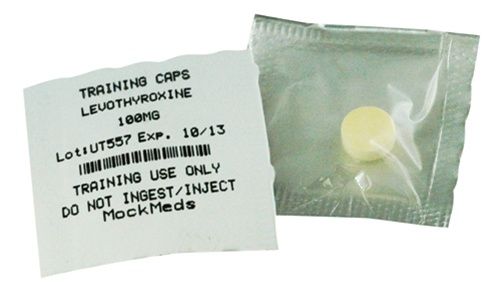 TRAINING CAPS
LEVOTHYROXINE
100MG
Lot:UT557 Exp. 10/13
TRAINING USE ONLY
DO NOT INGEST/INJECT
MockMeds